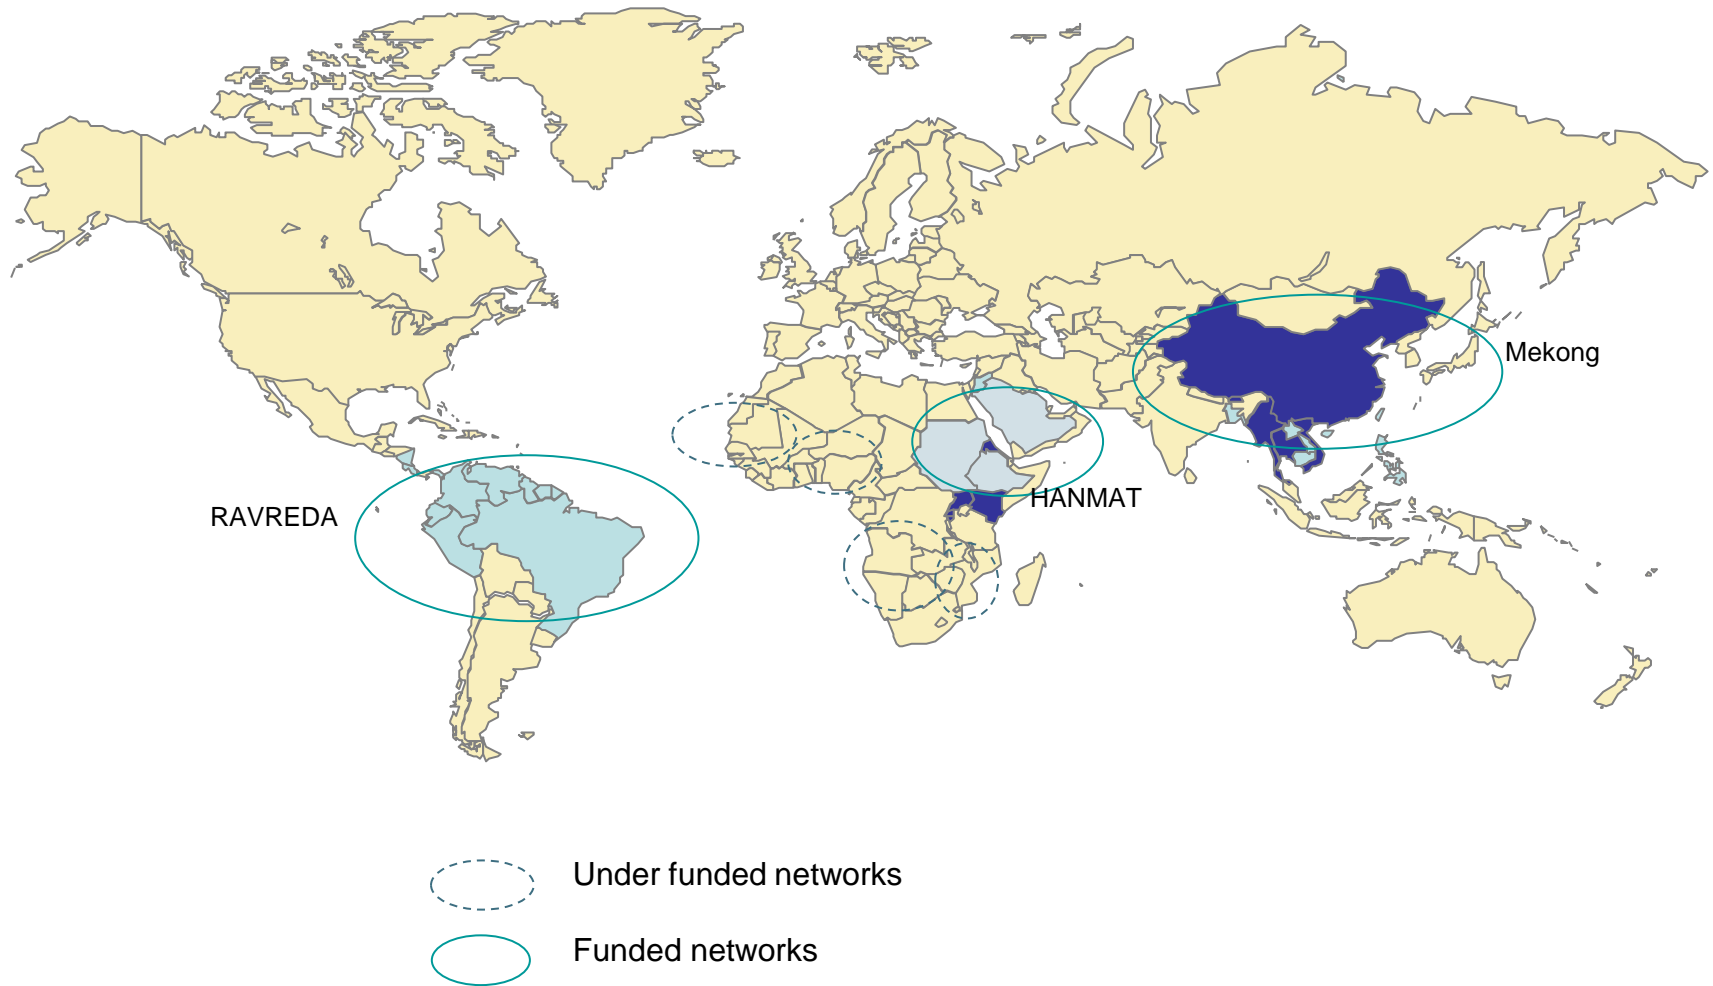 Mekong
HANMAT
RAVREDA
Under funded networks
Funded networks